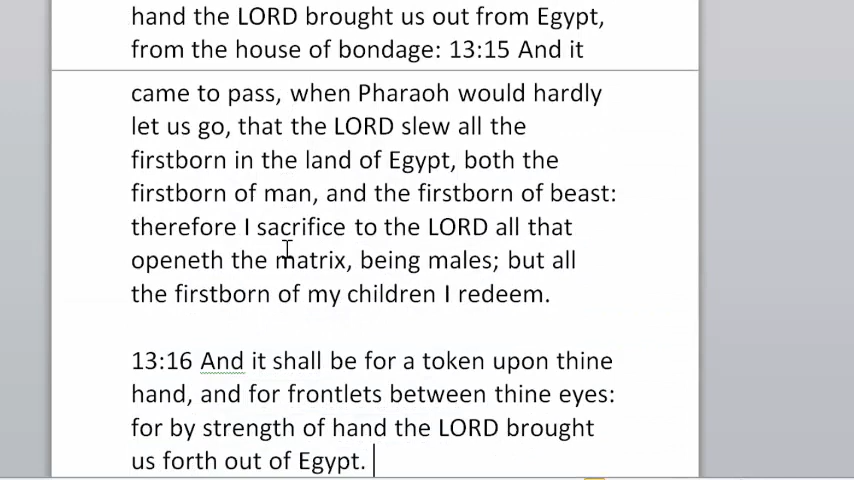 hand the LORD brought us out from Egypt,
from the house of bondage: 13:15 And it
came to pass, when Pharaoh would hardly
let us go, that the LORD slew all the
firstborn in the land of Egypt, both the
firstborn of man, and the firstborn of beast:
therefore I sacrifice to the LORD all that
openeth the matrix, being males; but all
the firstborn of my children I redeem.
13:16 And it shall be for a token upon thine
hand, and for frontlets between thine eyes:
for by strength of hand the LORD brought
us forth out of Egypt.